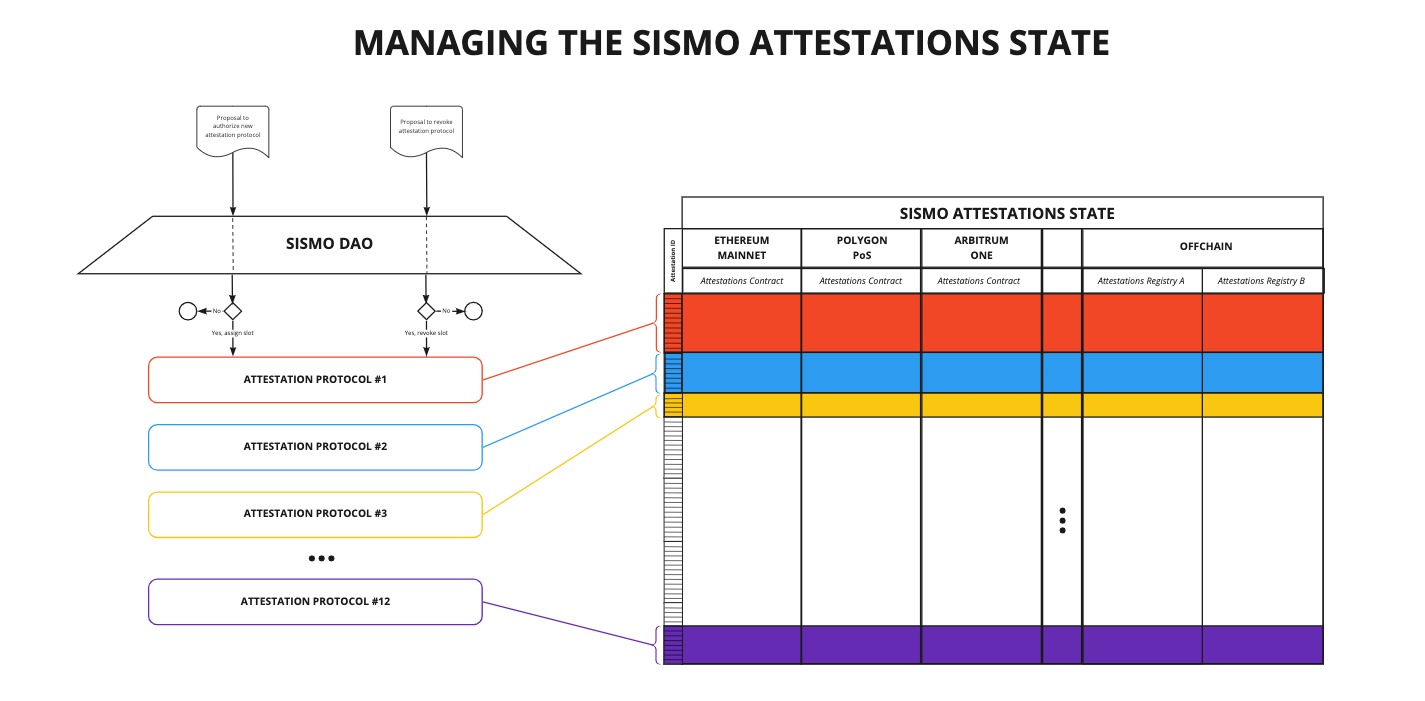 MANAGING THE SISMO ATTESTATIONS STATE
Proposal to
authorize new
attestation protocol
Proposal to revoke
attestation protocol
SISMO DAO
No
No
Yes, assign slot
Yes, revoke slot
ATTESTATION PROTOCOL #1
ATTESTATION PROTOCOL #2
ATTESTATION PROTOCOL #3
ATTESTATION PROTOCOL #12
SISMO ATTESTATIONS STATE
Attestation ID
ETHEREUM
MAINNET
POLYGON
PoS
ARBITRUM
ONE
OFFCHAIN
Attestations Contract
Attestations Contract
Attestations Contract
Attestations Registry A
Attestations Registry B